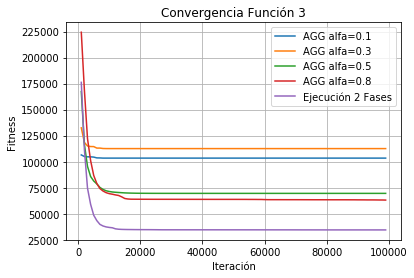 Convergencia Función 3
AGG alfa=0.1
AGG alfa=0.3
AGG alfa=0.5
AGG alfa=0.8
Ejecución 2 Fases
Fitness
225000
200000
175000
150000
125000
100000
75000
50000
25000
0 20000 40000 60000 80000 100000
Iteración